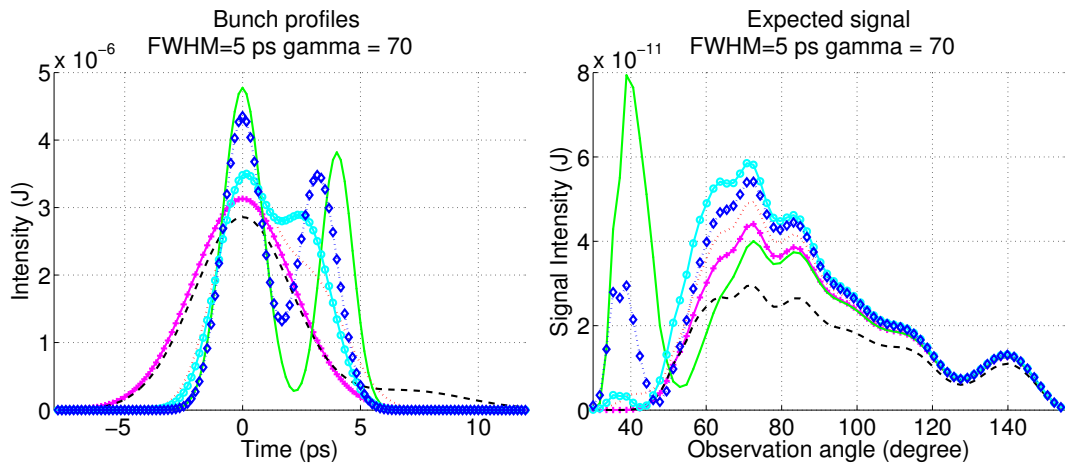 Bunch profiles
FWHM=5 ps gamma = 70
5 x 10⁻⁶
4
3
2
1
0
−5 0 5 10
Time (ps)
Intensity (J)
Expected signal
FWHM=5 ps gamma = 70
8 x 10⁻¹¹
6
4
2
0
40 60 80 100 120 140
Observation angle (degree)
Signal Intensity (J)